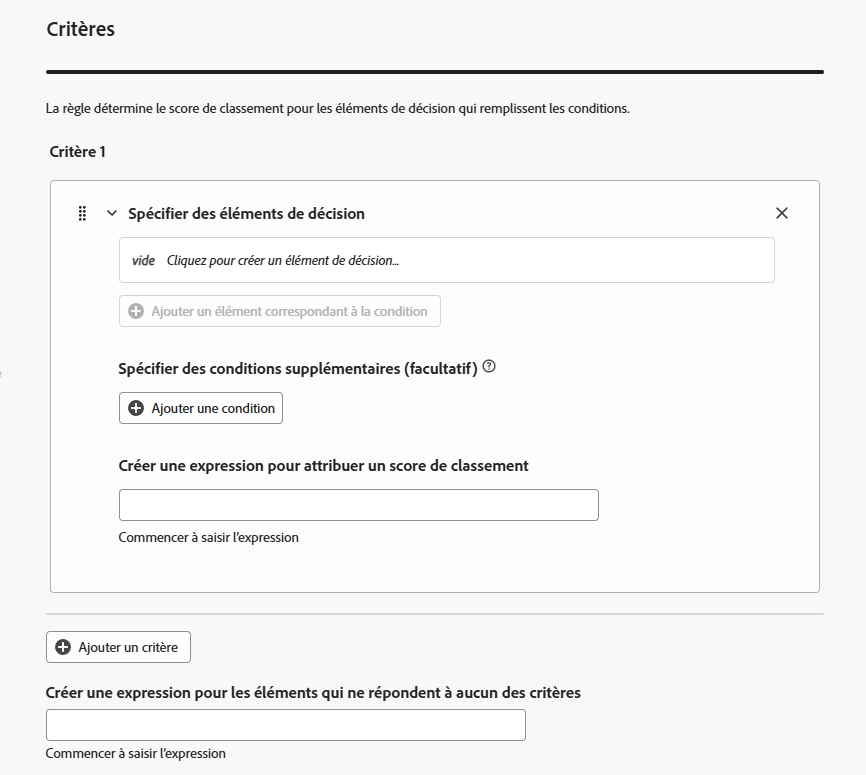 Critères
La règle détermine le score de classement pour les éléments de décision qui remplissent les conditions.
Critère 1
Spécifier des éléments de décision
vide Cliquez pour créer un élément de décision...
Ajouter un élément correspondant à la condition
Spécifier des conditions supplémentaires (facultatif)
Ajouter une condition
Créer une expression pour attribuer un score de classement
Commencer à saisir l'expression
Ajouter un critère
Créer une expression pour les éléments qui ne répondent à aucun des critères
Commencer à saisir l'expression